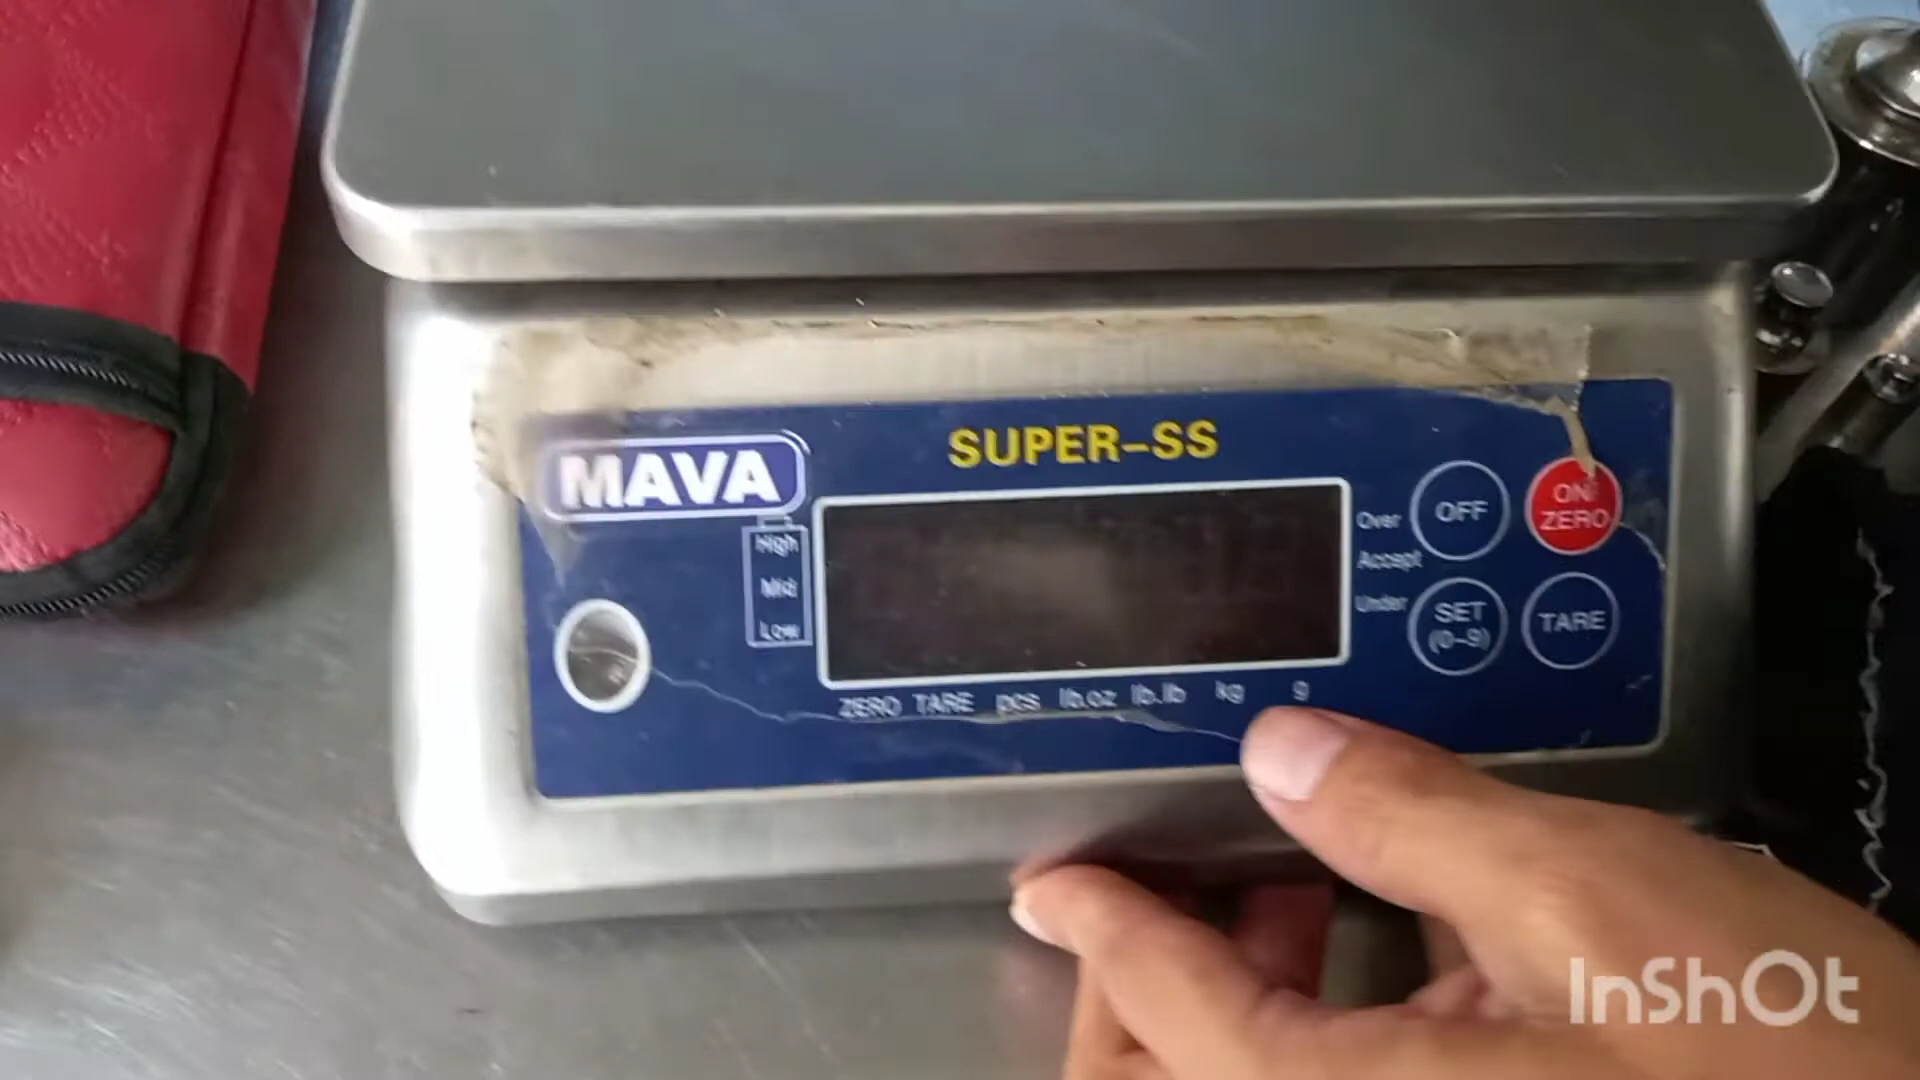 MAVA
SUPER-SS
High
Mid
Low
Over
Accept
Under
OFF
ON/
ZERO
SET
(0-9)
TARE
ZERO TARE pcs lb.oz lb.lb kg g
InShOt